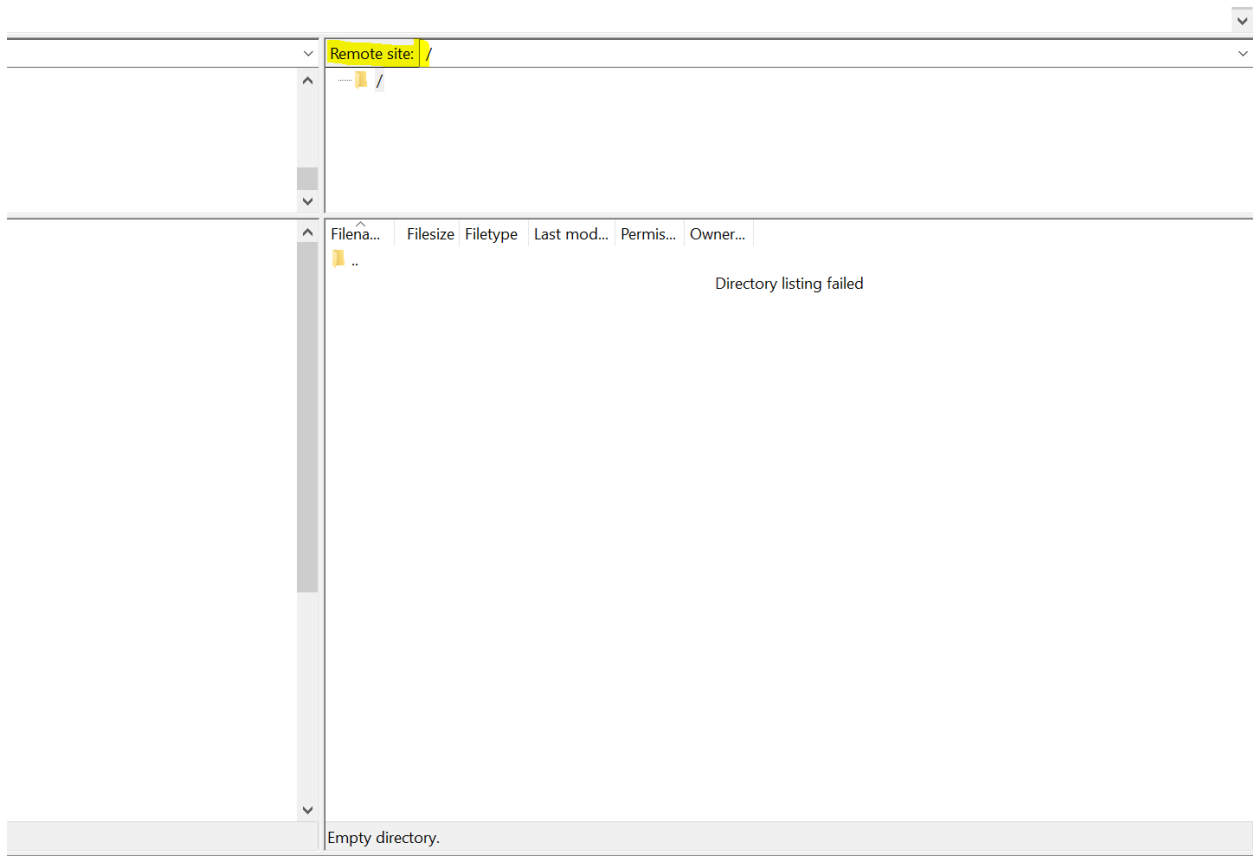 Remote site: /
/
Filena... Filesize Filetype Last mod... Permis... Owner...
..
Directory listing failed
Empty directory.